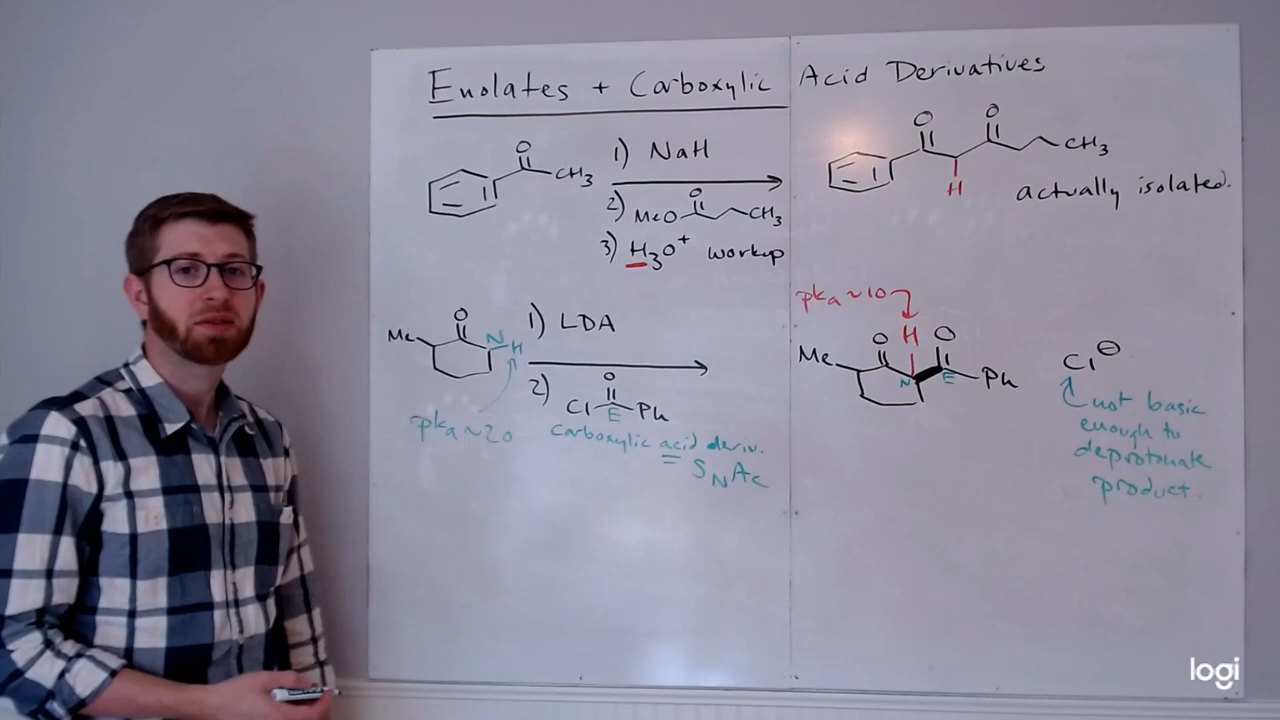 Enolates + Carboxylic Acid Derivatives
O
CH3
1) NaH
2) MeO O CH3
3) H3O+ workup
O O
CH3
H
actually isolated.
Me O N H
pka ~20
1) LDA
2) Cl O E Ph
carboxylic acid deriv.
= SNAc
pka ~10
Me O H O
N E Ph
Cl⊖
not basic
enough to
deprotonate
product.
logi